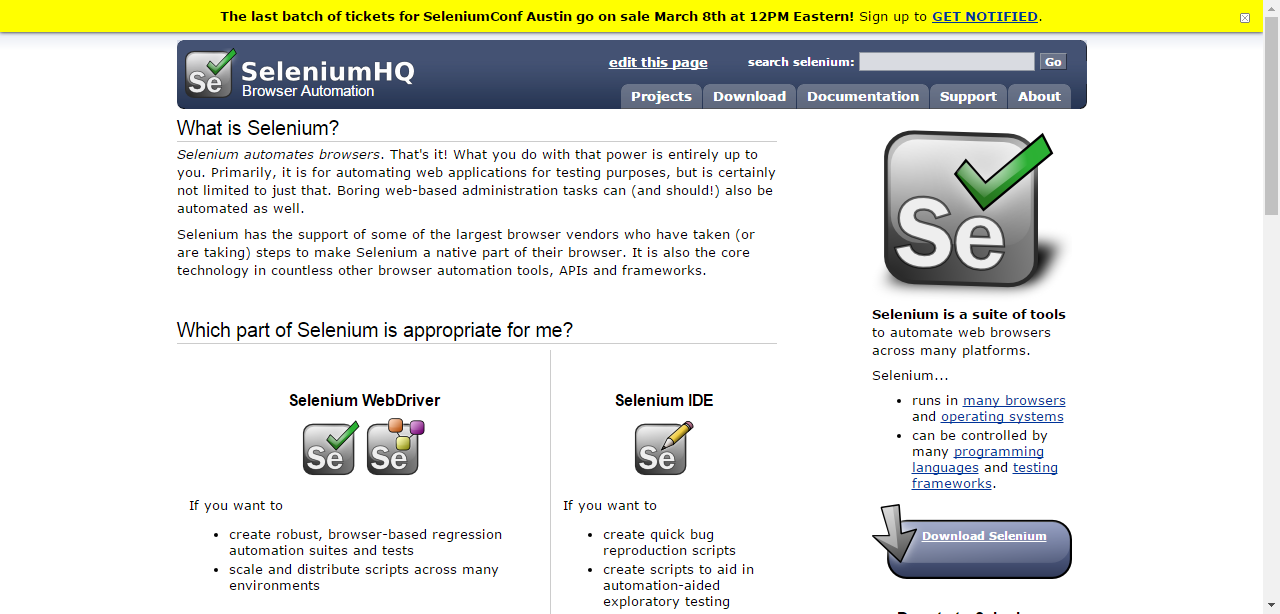 The last batch of tickets for SeleniumConf Austin go on sale March 8th at 12PM Eastern! Sign up to GET NOTIFIED.
Se
SeleniumHQ
Browser Automation
edit this page
search selenium:
Go
Projects
Download
Documentation
Support
About
What is Selenium?
Selenium automates browsers. That's it! What you do with that power is entirely up to
you. Primarily, it is for automating web applications for testing purposes, but is certainly
not limited to just that. Boring web-based administration tasks can (and should!) also be
automated as well.
Selenium has the support of some of the largest browser vendors who have taken (or
are taking) steps to make Selenium a native part of their browser. It is also the core
technology in countless other browser automation tools, APIs and frameworks.
Which part of Selenium is appropriate for me?
Selenium WebDriver
Se
Se
If you want to
• create robust, browser-based regression
automation suites and tests
• scale and distribute scripts across many
environments
Selenium IDE
Se
If you want to
• create quick bug
reproduction scripts
• create scripts to aid in
automation-aided
exploratory testing
Se
Selenium is a suite of tools
to automate web browsers
across many platforms.
Selenium...
• runs in many browsers
and operating systems
• can be controlled by
many programming
languages and testing
frameworks.
Download Selenium